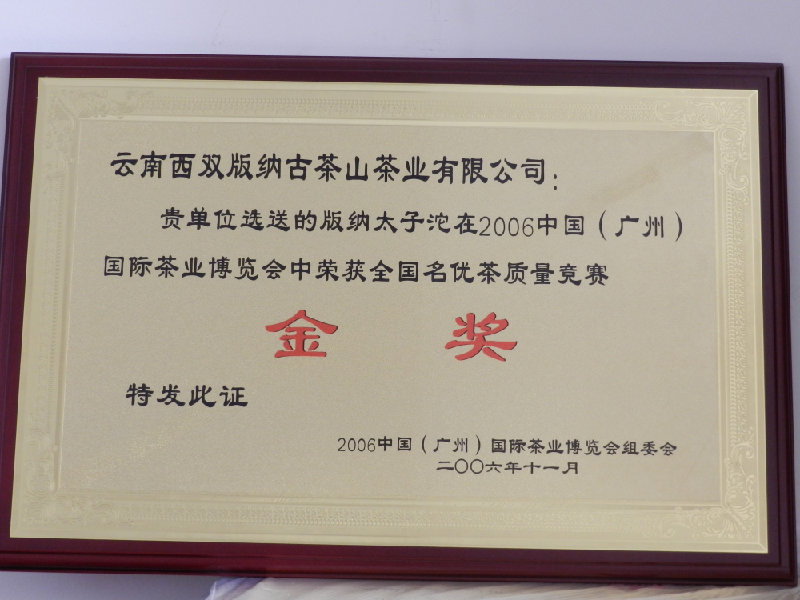 云南西双版纳古茶山茶业有限公司：
贵单位选送的版纳太子沱在2006中国（广州）
国际茶业博览会中荣获全国名优茶质量竞赛
金奖
特发此证
2006中国（广州）国际茶业博览会组委会
二〇〇六年十一月